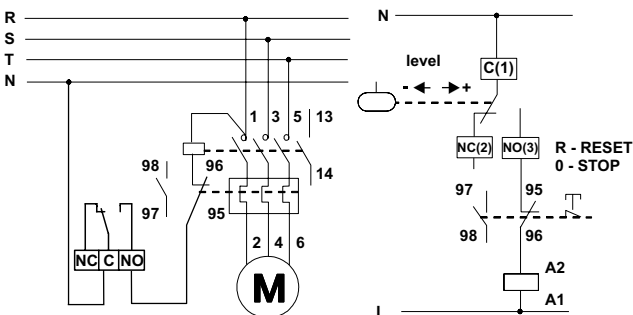 R
S
T
N
1 3 5 13
98 96 14
97 95
NC C NO
2 4 6
M
N
level
- +
C(1)
NC(2) NO(3)
R - RESET
0 - STOP
97 95
98 96
A2
A1
L